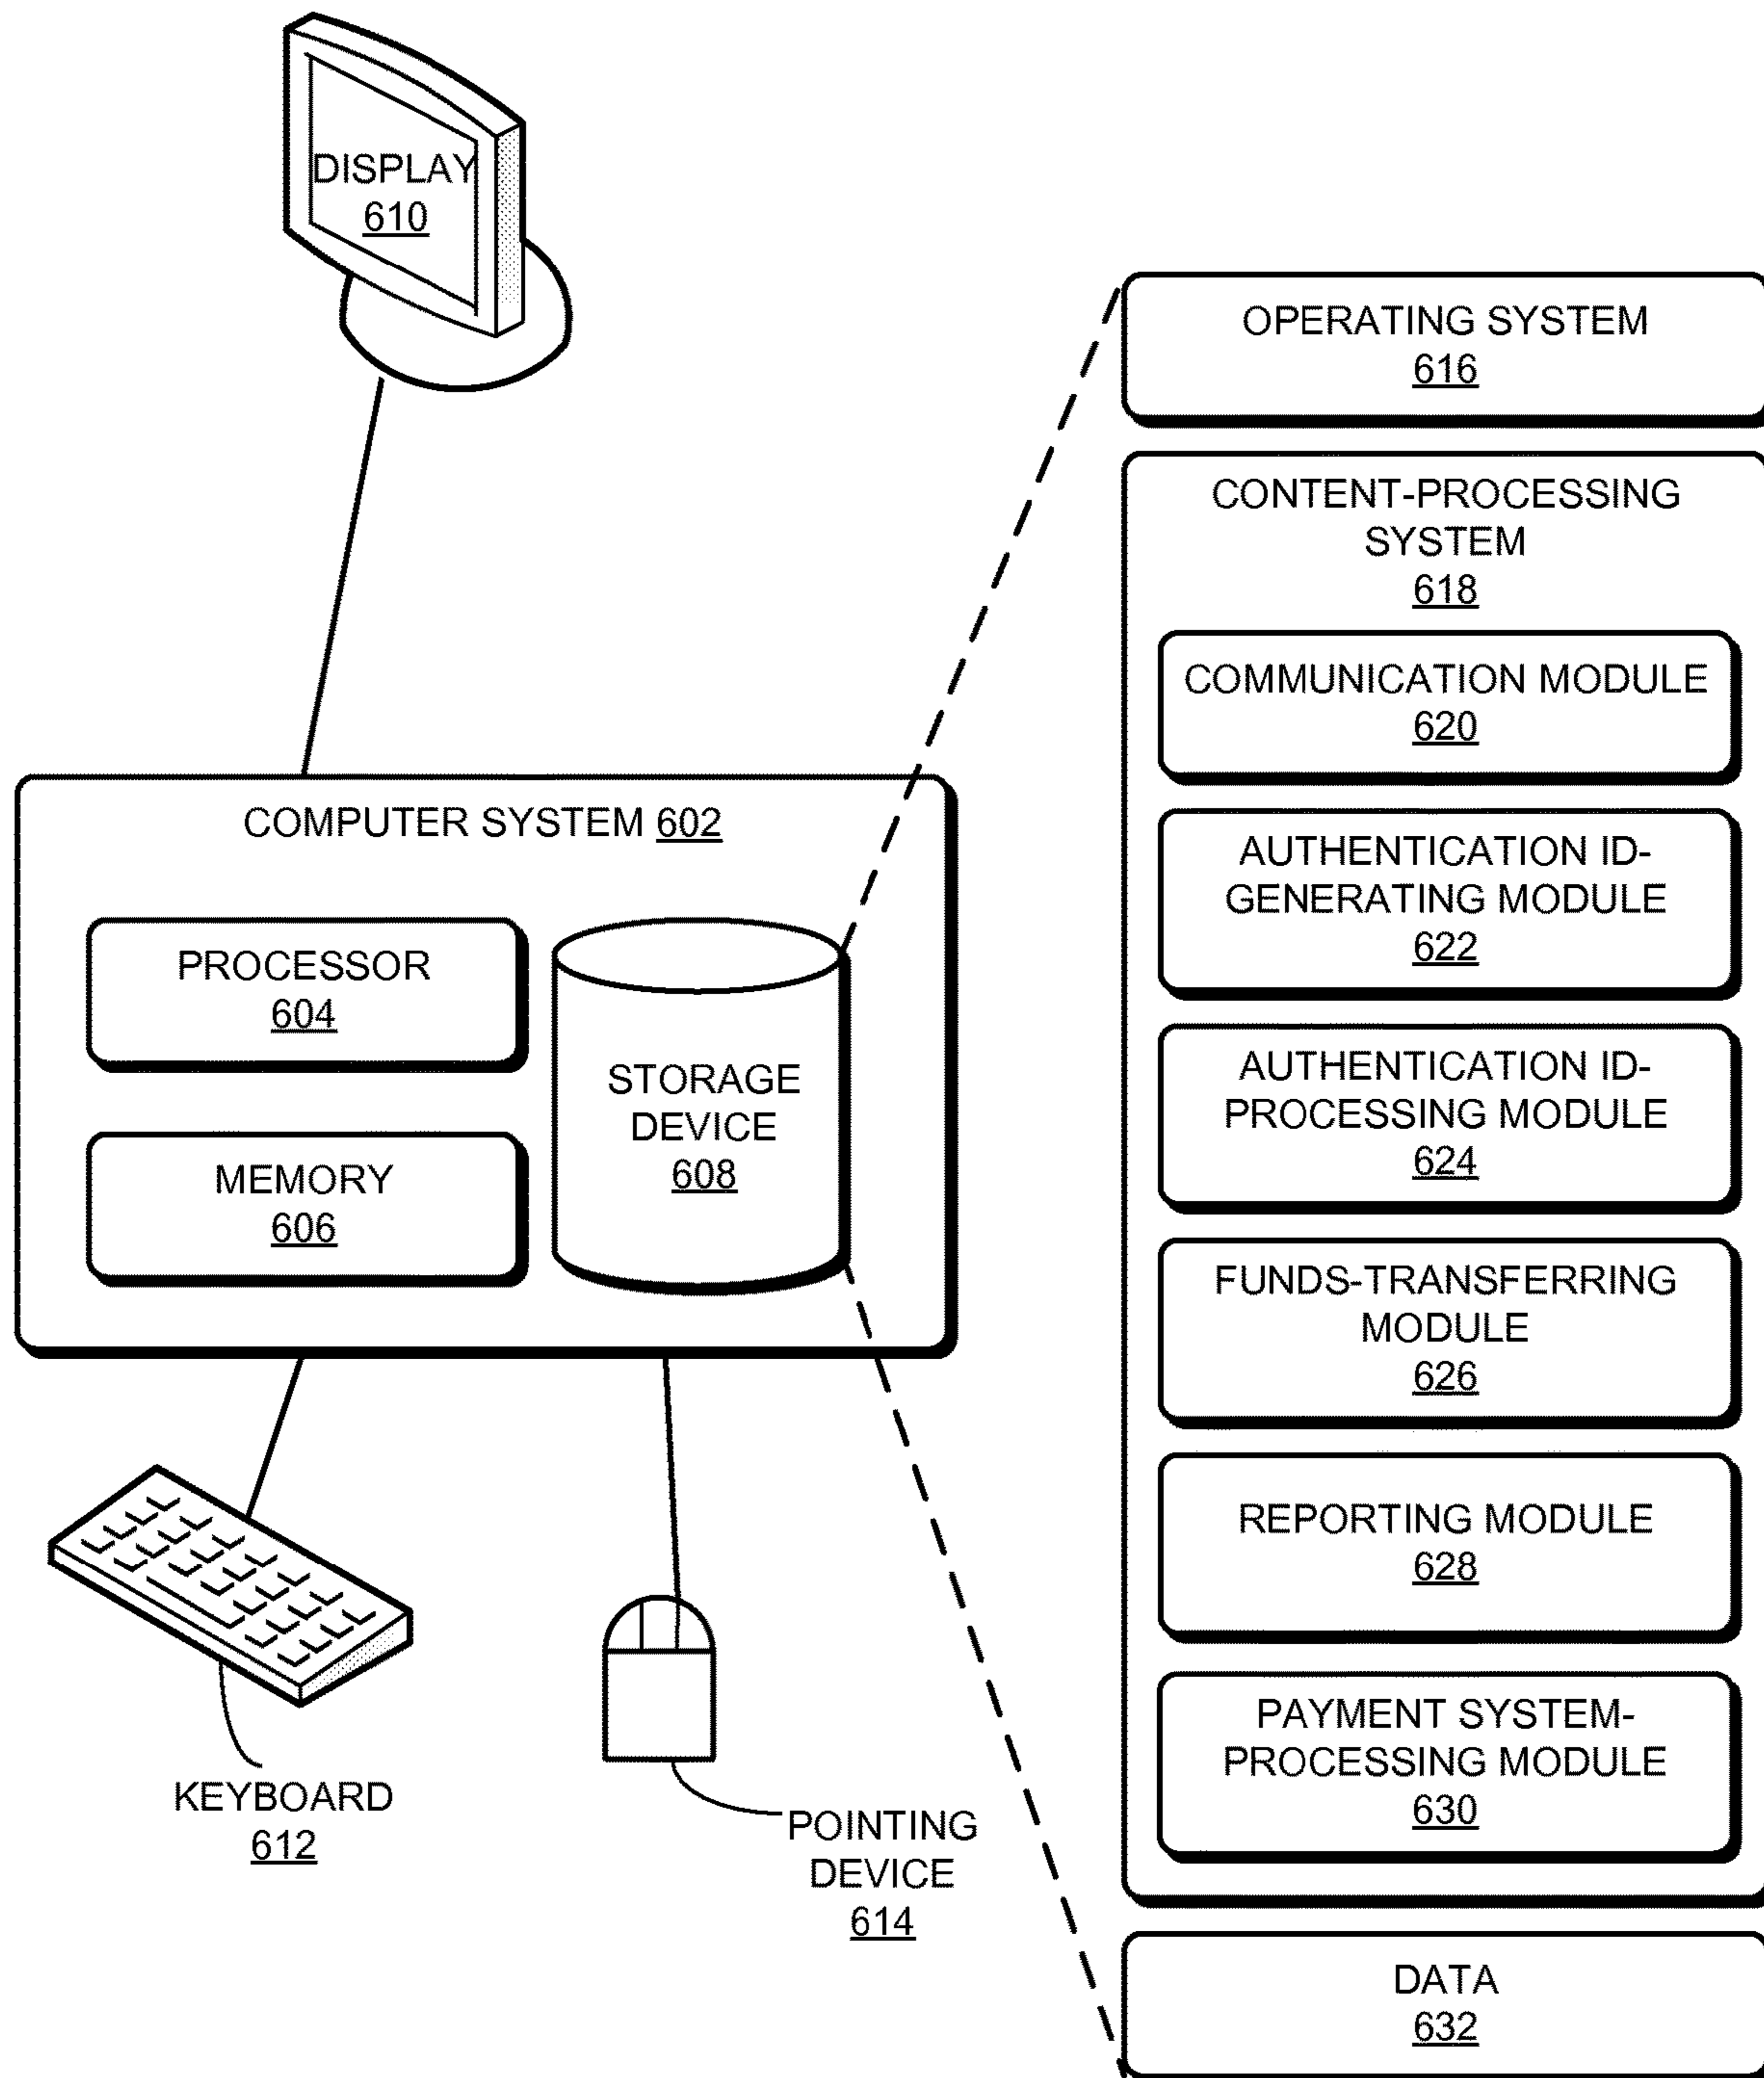 DISPLAY
610
COMPUTER SYSTEM 602
PROCESSOR
604
MEMORY
606
STORAGE
DEVICE
608
KEYBOARD
612
POINTING
DEVICE
614
OPERATING SYSTEM
616
CONTENT-PROCESSING
SYSTEM
618
COMMUNICATION MODULE
620
AUTHENTICATION ID-
GENERATING MODULE
622
AUTHENTICATION ID-
PROCESSING MODULE
624
FUNDS-TRANSFERRING
MODULE
626
REPORTING MODULE
628
PAYMENT SYSTEM-
PROCESSING MODULE
630
DATA
632